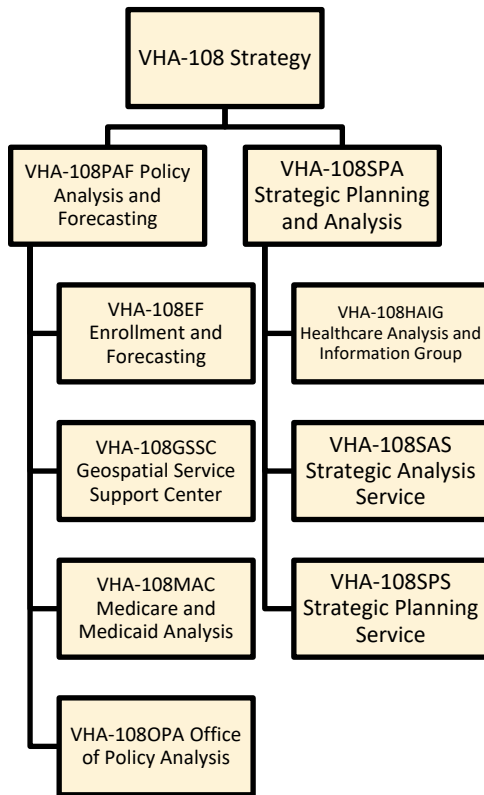 VHA-108 Strategy
VHA-108PAF Policy
Analysis and
Forecasting
VHA-108EF
Enrollment and
Forecasting
VHA-108GSSC
Geospatial Service
Support Center
VHA-108MAC
Medicare and
Medicaid Analysis
VHA-108OPA Office
of Policy Analysis
VHA-108SPA
Strategic Planning
and Analysis
VHA-108HAIG
Healthcare Analysis and
Information Group
VHA-108SAS
Strategic Analysis
Service
VHA-108SPS
Strategic Planning
Service